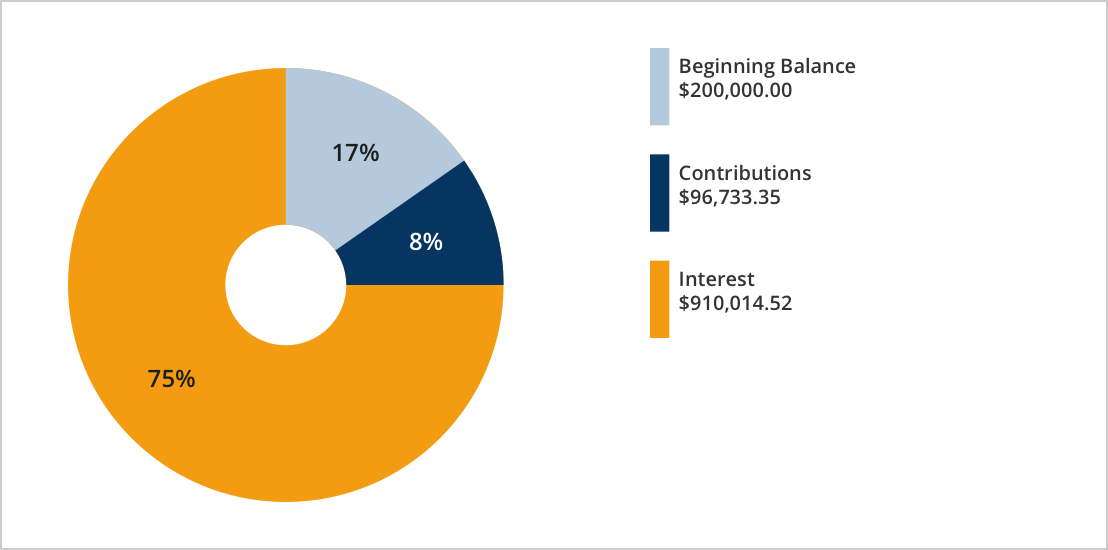 17%
8%
75%
Beginning Balance
$200,000.00
Contributions
$96,733.35
Interest
$910,014.52